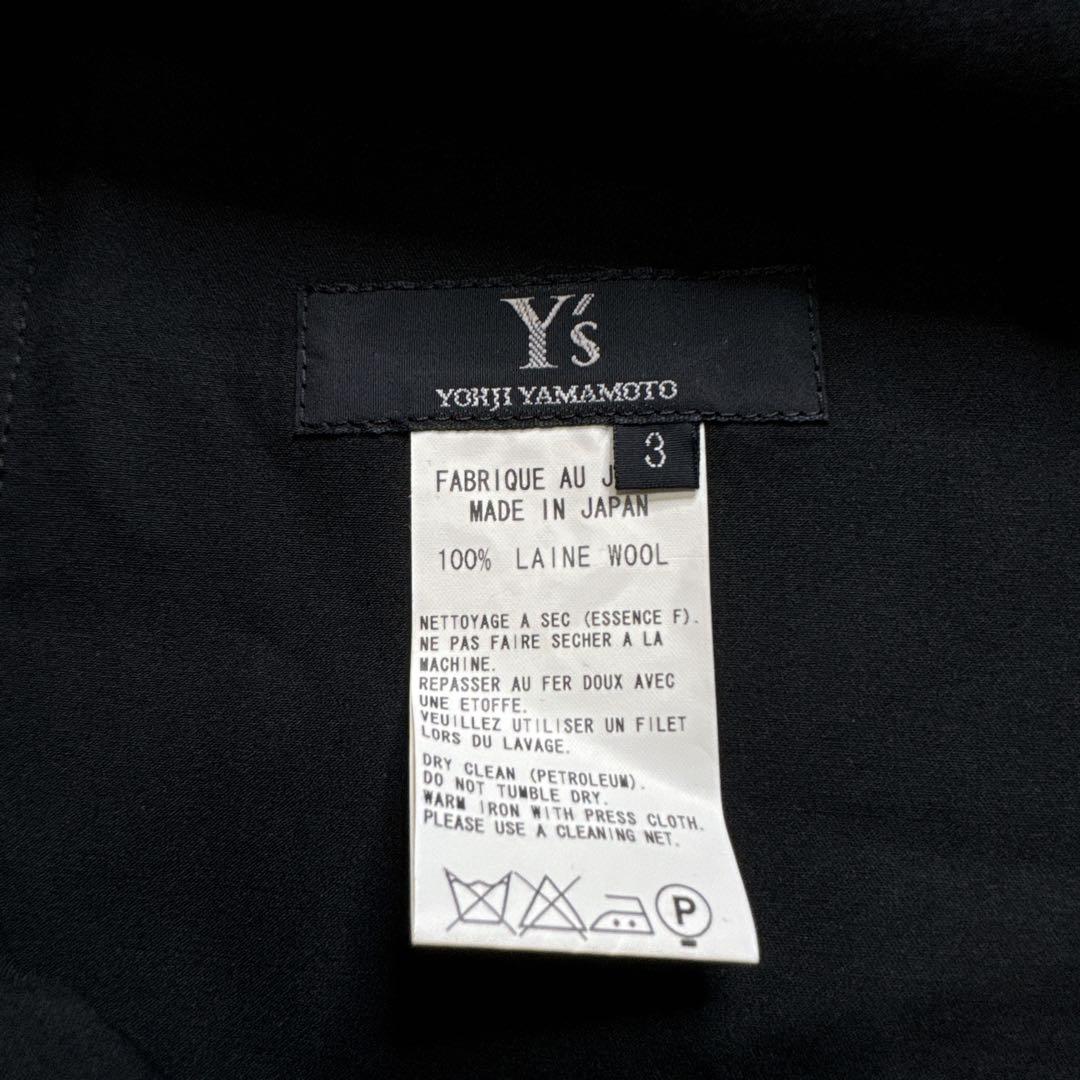 Y's
YOHJI YAMAMOTO
3
FABRIQUE AU J
MADE IN JAPAN
100% LAINE WOOL
NETTOYAGE A SEC (ESSENCE F).
NE PAS FAIRE SECHER A LA
MACHINE.
REPASSER AU FER DOUX AVEC
UNE ETOFFE.
VEUILLEZ UTILISER UN FILET
LORS DU LAVAGE.
DRY CLEAN (PETROLEUM).
DO NOT TUMBLE DRY.
WARM IRON WITH PRESS CLOTH.
PLEASE USE A CLEANING NET.
P